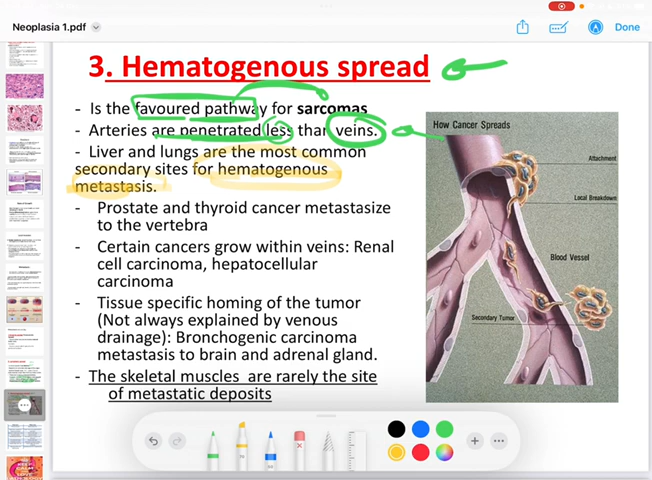 Neoplasia 1.pdf
Done
3. Hematogenous spread
- Is the favoured pathway for sarcomas
- Arteries are penetrated less than veins.
- Liver and lungs are the most common
secondary sites for hematogenous
metastasis.
- Prostate and thyroid cancer metastasize
to the vertebra
- Certain cancers grow within veins: Renal
cell carcinoma, hepatocellular
carcinoma
- Tissue specific homing of the tumor
(Not always explained by venous
drainage): Bronchogenic carcinoma
metastasis to brain and adrenal gland.
- The skeletal muscles are rarely the site
of metastatic deposits
How Cancer Spreads
Attachment
Local Breakdown
Blood Vessel
Secondary Tumor